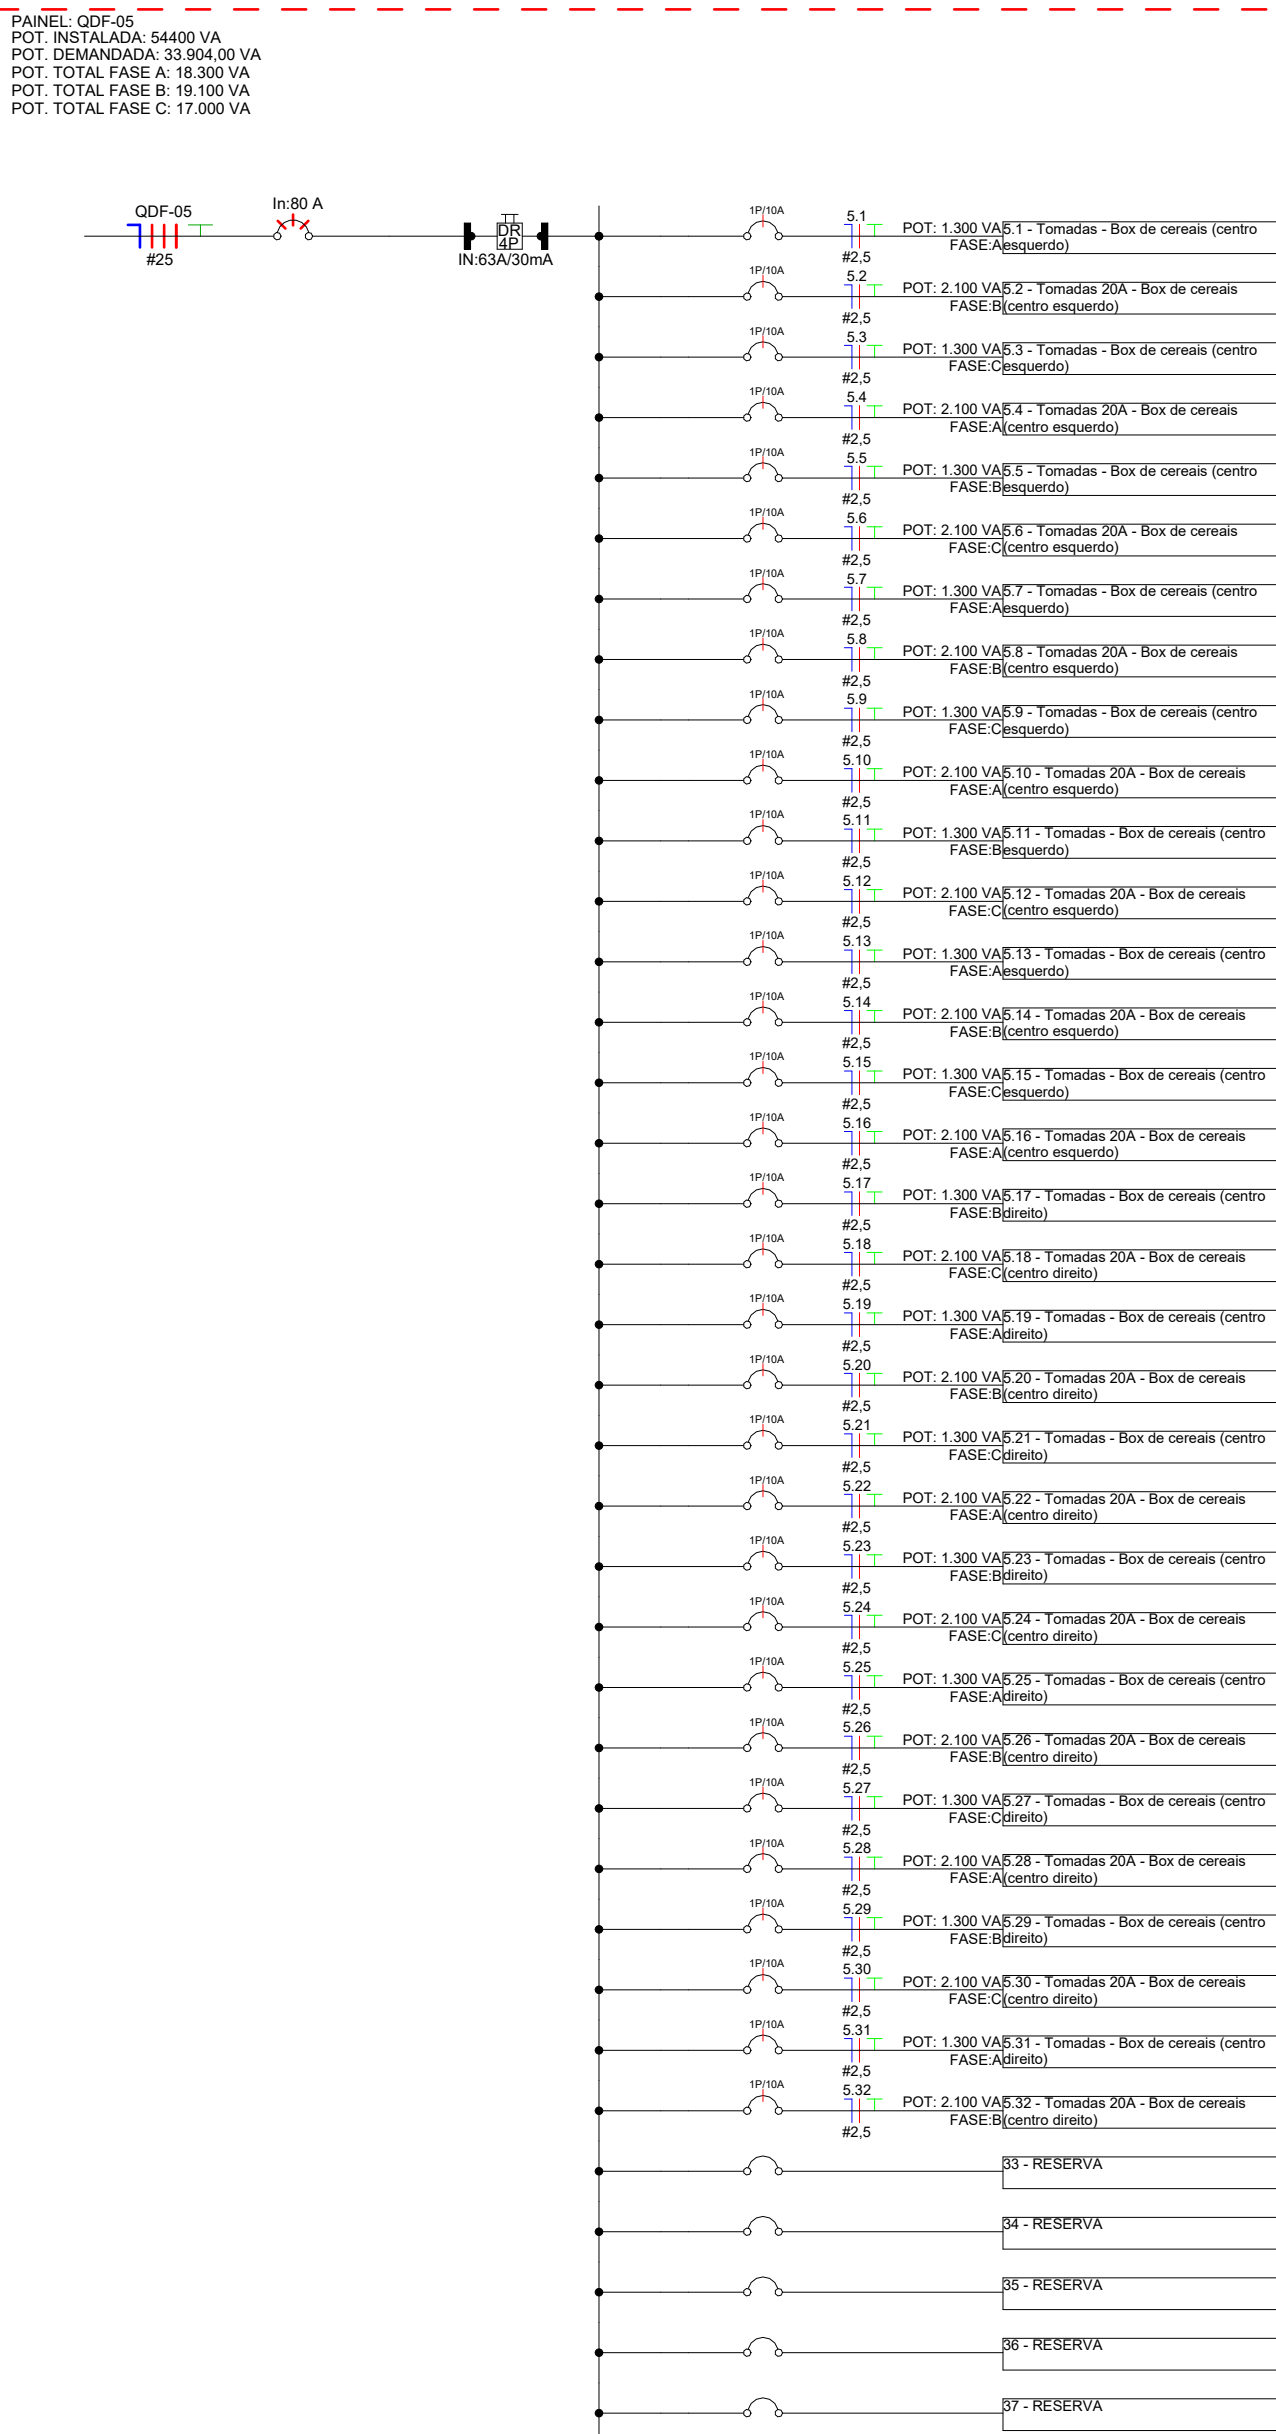 PAINEL: QDF-05
POT. INSTALADA: 54400 VA
POT. DEMANDADA: 33.904,00 VA
POT. TOTAL FASE A: 18.300 VA
POT. TOTAL FASE B: 19.100 VA
POT. TOTAL FASE C: 17.000 VA
QDF-05
#25
In:80 A
DR
4P
IN:63A/30mA
1P/10A
5.1
#2,5
POT: 1.300 VA
FASE:A
5.1 - Tomadas - Box de cereais (centro
esquerdo)
1P/10A
5.2
#2,5
POT: 2.100 VA
FASE:B
5.2 - Tomadas 20A - Box de cereais
(centro esquerdo)
1P/10A
5.3
#2,5
POT: 1.300 VA
FASE:C
5.3 - Tomadas - Box de cereais (centro
esquerdo)
1P/10A
5.4
#2,5
POT: 2.100 VA
FASE:A
5.4 - Tomadas 20A - Box de cereais
(centro esquerdo)
1P/10A
5.5
#2,5
POT: 1.300 VA
FASE:B
5.5 - Tomadas - Box de cereais (centro
esquerdo)
1P/10A
5.6
#2,5
POT: 2.100 VA
FASE:C
5.6 - Tomadas 20A - Box de cereais
(centro esquerdo)
1P/10A
5.7
#2,5
POT: 1.300 VA
FASE:A
5.7 - Tomadas - Box de cereais (centro
esquerdo)
1P/10A
5.8
#2,5
POT: 2.100 VA
FASE:B
5.8 - Tomadas 20A - Box de cereais
(centro esquerdo)
1P/10A
5.9
#2,5
POT: 1.300 VA
FASE:C
5.9 - Tomadas - Box de cereais (centro
esquerdo)
1P/10A
5.10
#2,5
POT: 2.100 VA
FASE:A
5.10 - Tomadas 20A - Box de cereais
(centro esquerdo)
1P/10A
5.11
#2,5
POT: 1.300 VA
FASE:B
5.11 - Tomadas - Box de cereais (centro
esquerdo)
1P/10A
5.12
#2,5
POT: 2.100 VA
FASE:C
5.12 - Tomadas 20A - Box de cereais
(centro esquerdo)
1P/10A
5.13
#2,5
POT: 1.300 VA
FASE:A
5.13 - Tomadas - Box de cereais (centro
esquerdo)
1P/10A
5.14
#2,5
POT: 2.100 VA
FASE:B
5.14 - Tomadas 20A - Box de cereais
(centro esquerdo)
1P/10A
5.15
#2,5
POT: 1.300 VA
FASE:C
5.15 - Tomadas - Box de cereais (centro
esquerdo)
1P/10A
5.16
#2,5
POT: 2.100 VA
FASE:A
5.16 - Tomadas 20A - Box de cereais
(centro esquerdo)
1P/10A
5.17
#2,5
POT: 1.300 VA
FASE:B
5.17 - Tomadas - Box de cereais (centro
direito)
1P/10A
5.18
#2,5
POT: 2.100 VA
FASE:C
5.18 - Tomadas 20A - Box de cereais
(centro direito)
1P/10A
5.19
#2,5
POT: 1.300 VA
FASE:A
5.19 - Tomadas - Box de cereais (centro
direito)
1P/10A
5.20
#2,5
POT: 2.100 VA
FASE:B
5.20 - Tomadas 20A - Box de cereais
(centro direito)
1P/10A
5.21
#2,5
POT: 1.300 VA
FASE:C
5.21 - Tomadas - Box de cereais (centro
direito)
1P/10A
5.22
#2,5
POT: 2.100 VA
FASE:A
5.22 - Tomadas 20A - Box de cereais
(centro direito)
1P/10A
5.23
#2,5
POT: 1.300 VA
FASE:B
5.23 - Tomadas - Box de cereais (centro
direito)
1P/10A
5.24
#2,5
POT: 2.100 VA
FASE:C
5.24 - Tomadas 20A - Box de cereais
(centro direito)
1P/10A
5.25
#2,5
POT: 1.300 VA
FASE:A
5.25 - Tomadas - Box de cereais (centro
direito)
1P/10A
5.26
#2,5
POT: 2.100 VA
FASE:B
5.26 - Tomadas 20A - Box de cereais
(centro direito)
1P/10A
5.27
#2,5
POT: 1.300 VA
FASE:C
5.27 - Tomadas - Box de cereais (centro
direito)
1P/10A
5.28
#2,5
POT: 2.100 VA
FASE:A
5.28 - Tomadas 20A - Box de cereais
(centro direito)
1P/10A
5.29
#2,5
POT: 1.300 VA
FASE:B
5.29 - Tomadas - Box de cereais (centro
direito)
1P/10A
5.30
#2,5
POT: 2.100 VA
FASE:C
5.30 - Tomadas 20A - Box de cereais
(centro direito)
1P/10A
5.31
#2,5
POT: 1.300 VA
FASE:A
5.31 - Tomadas - Box de cereais (centro
direito)
1P/10A
5.32
#2,5
POT: 2.100 VA
FASE:B
5.32 - Tomadas 20A - Box de cereais
(centro direito)
33 - RESERVA
34 - RESERVA
35 - RESERVA
36 - RESERVA
37 - RESERVA